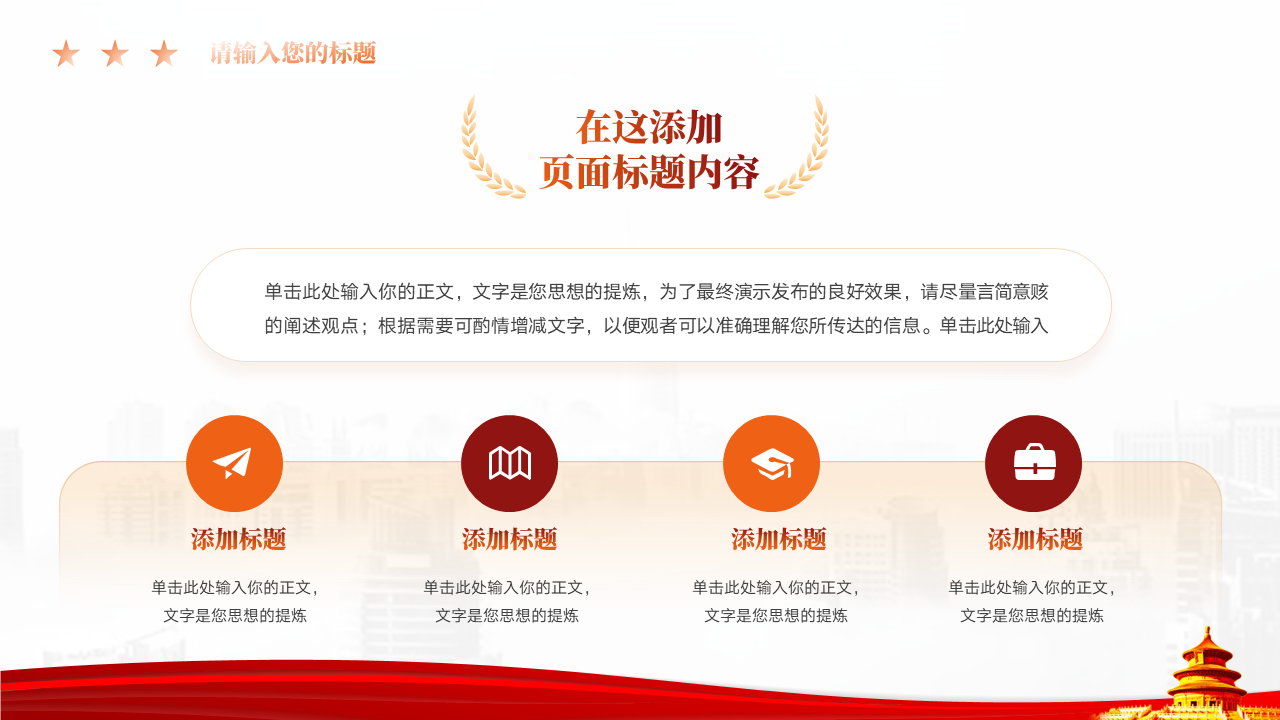 请输入您的标题
在这添加
页面标题内容
单击此处输入你的正文，文字是您思想的提炼，为了最终演示发布的良好效果，请尽量言简意赅
的阐述观点；根据需要可酌情增减文字，以便观者可以准确理解您所传达的信息。单击此处输入
添加标题
单击此处输入你的正文，
文字是您思想的提炼
添加标题
单击此处输入你的正文，
文字是您思想的提炼
添加标题
单击此处输入你的正文，
文字是您思想的提炼
添加标题
单击此处输入你的正文，
文字是您思想的提炼